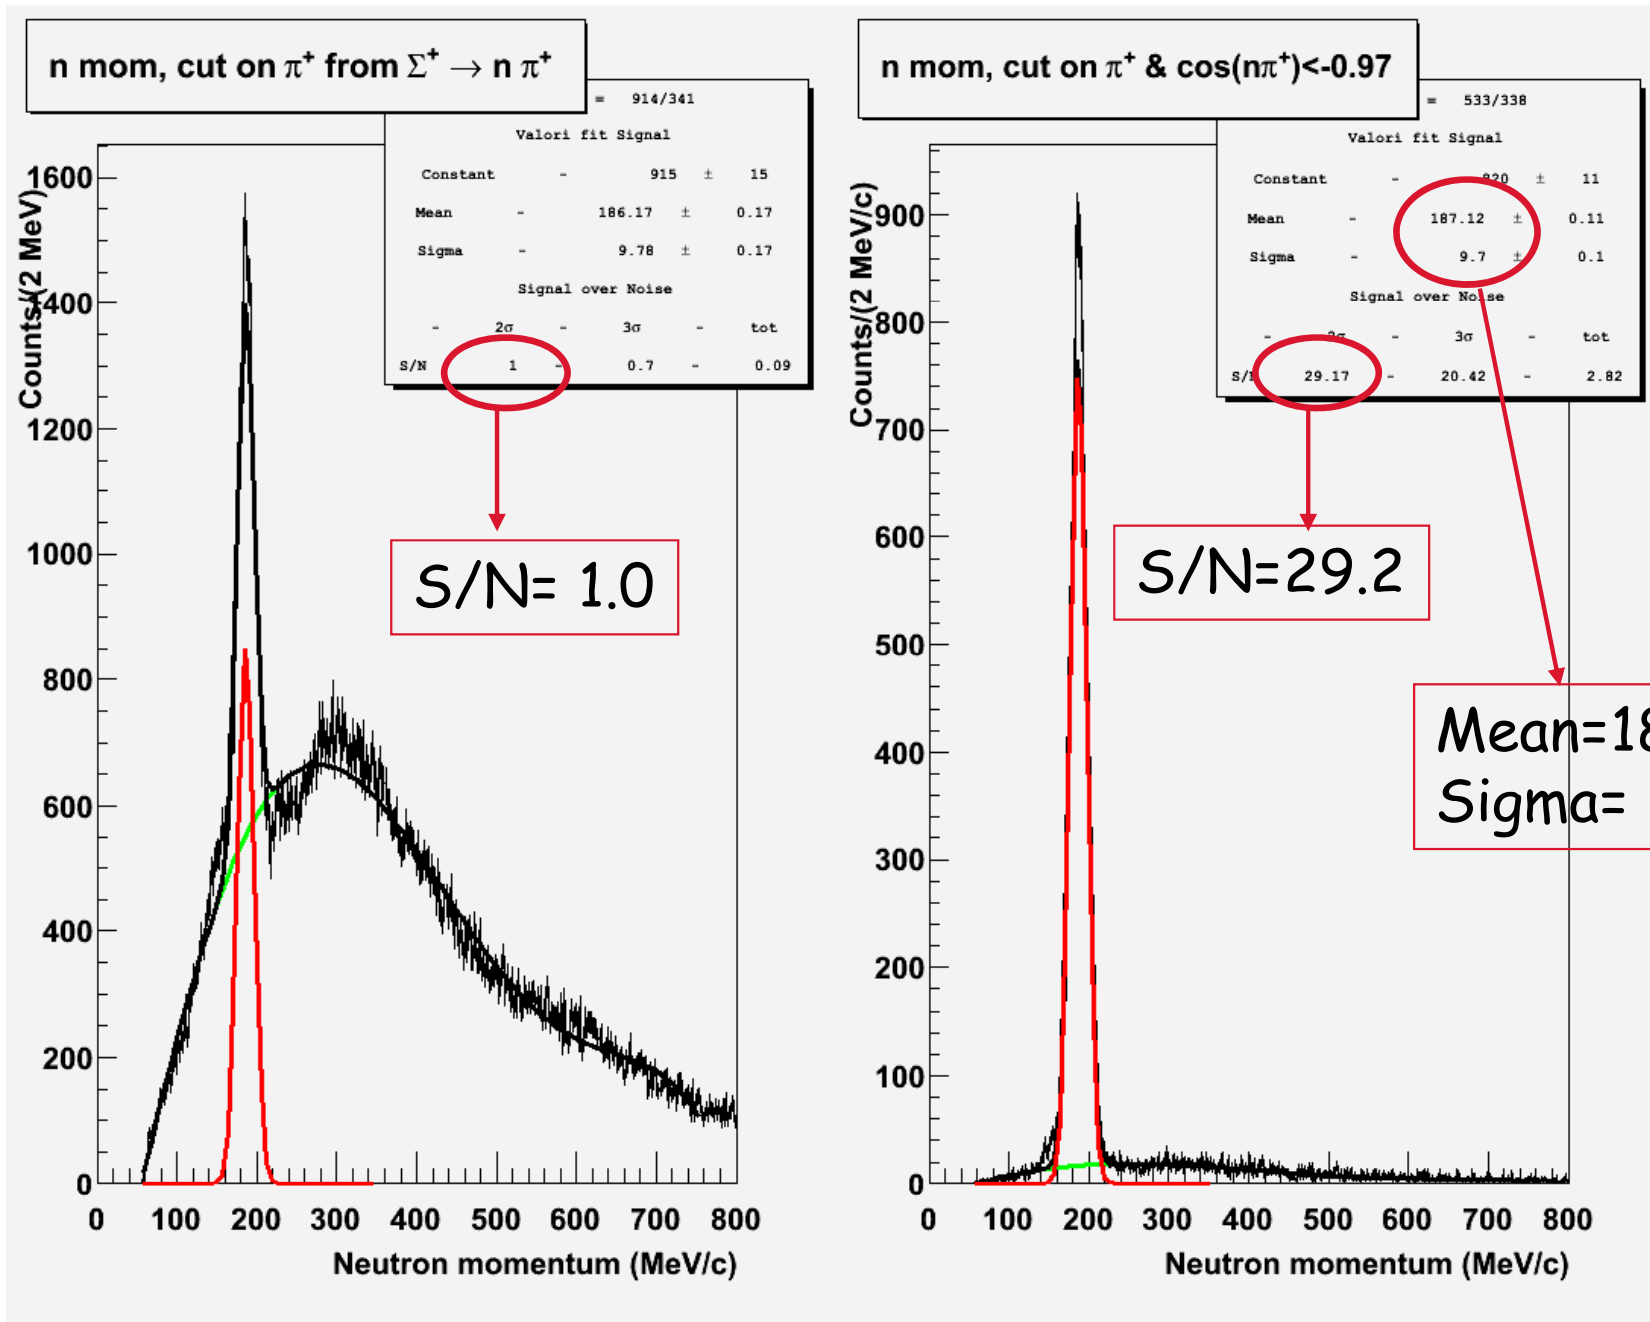 n mom, cut on π⁺ from Σ⁺ → n π⁺
= 914/341
Valori fit Signal
Constant - 915 ± 15
Mean - 186.17 ± 0.17
Sigma - 9.78 ± 0.17
Signal over Noise
- 2σ - 3σ - tot
S/N 1 - 0.7 - 0.09
Counts/(2 MeV)
1600
1400
1200
1000
800
600
400
200
0
S/N= 1.0
0 100 200 300 400 500 600 700 800
Neutron momentum (MeV/c)
n mom, cut on π⁺ & cos(nπ⁺)<-0.97
= 533/338
Valori fit Signal
Constant - 820 ± 11
Mean - 187.12 ± 0.11
Sigma - 9.7 ± 0.1
Signal over Noise
- 2σ - 3σ - tot
S/N 29.17 - 20.42 - 2.82
Counts/(2 MeV/c)
900
800
700
600
500
400
300
200
100
0
S/N=29.2
Mean=18
Sigma=
0 100 200 300 400 500 600 700 800
Neutron momentum (MeV/c)